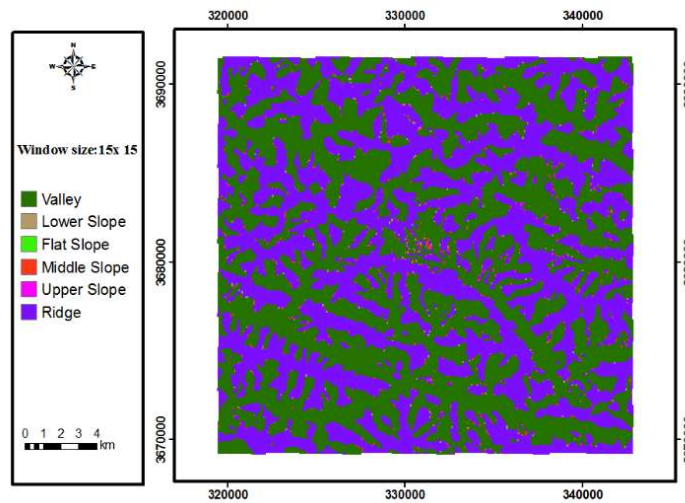 320000 330000 340000
N
W E
S
Window size:15x 15
Valley
Lower Slope
Flat Slope
Middle Slope
Upper Slope
Ridge
0 1 2 3 4
km
3690000
3680000
3670000
320000 330000 340000